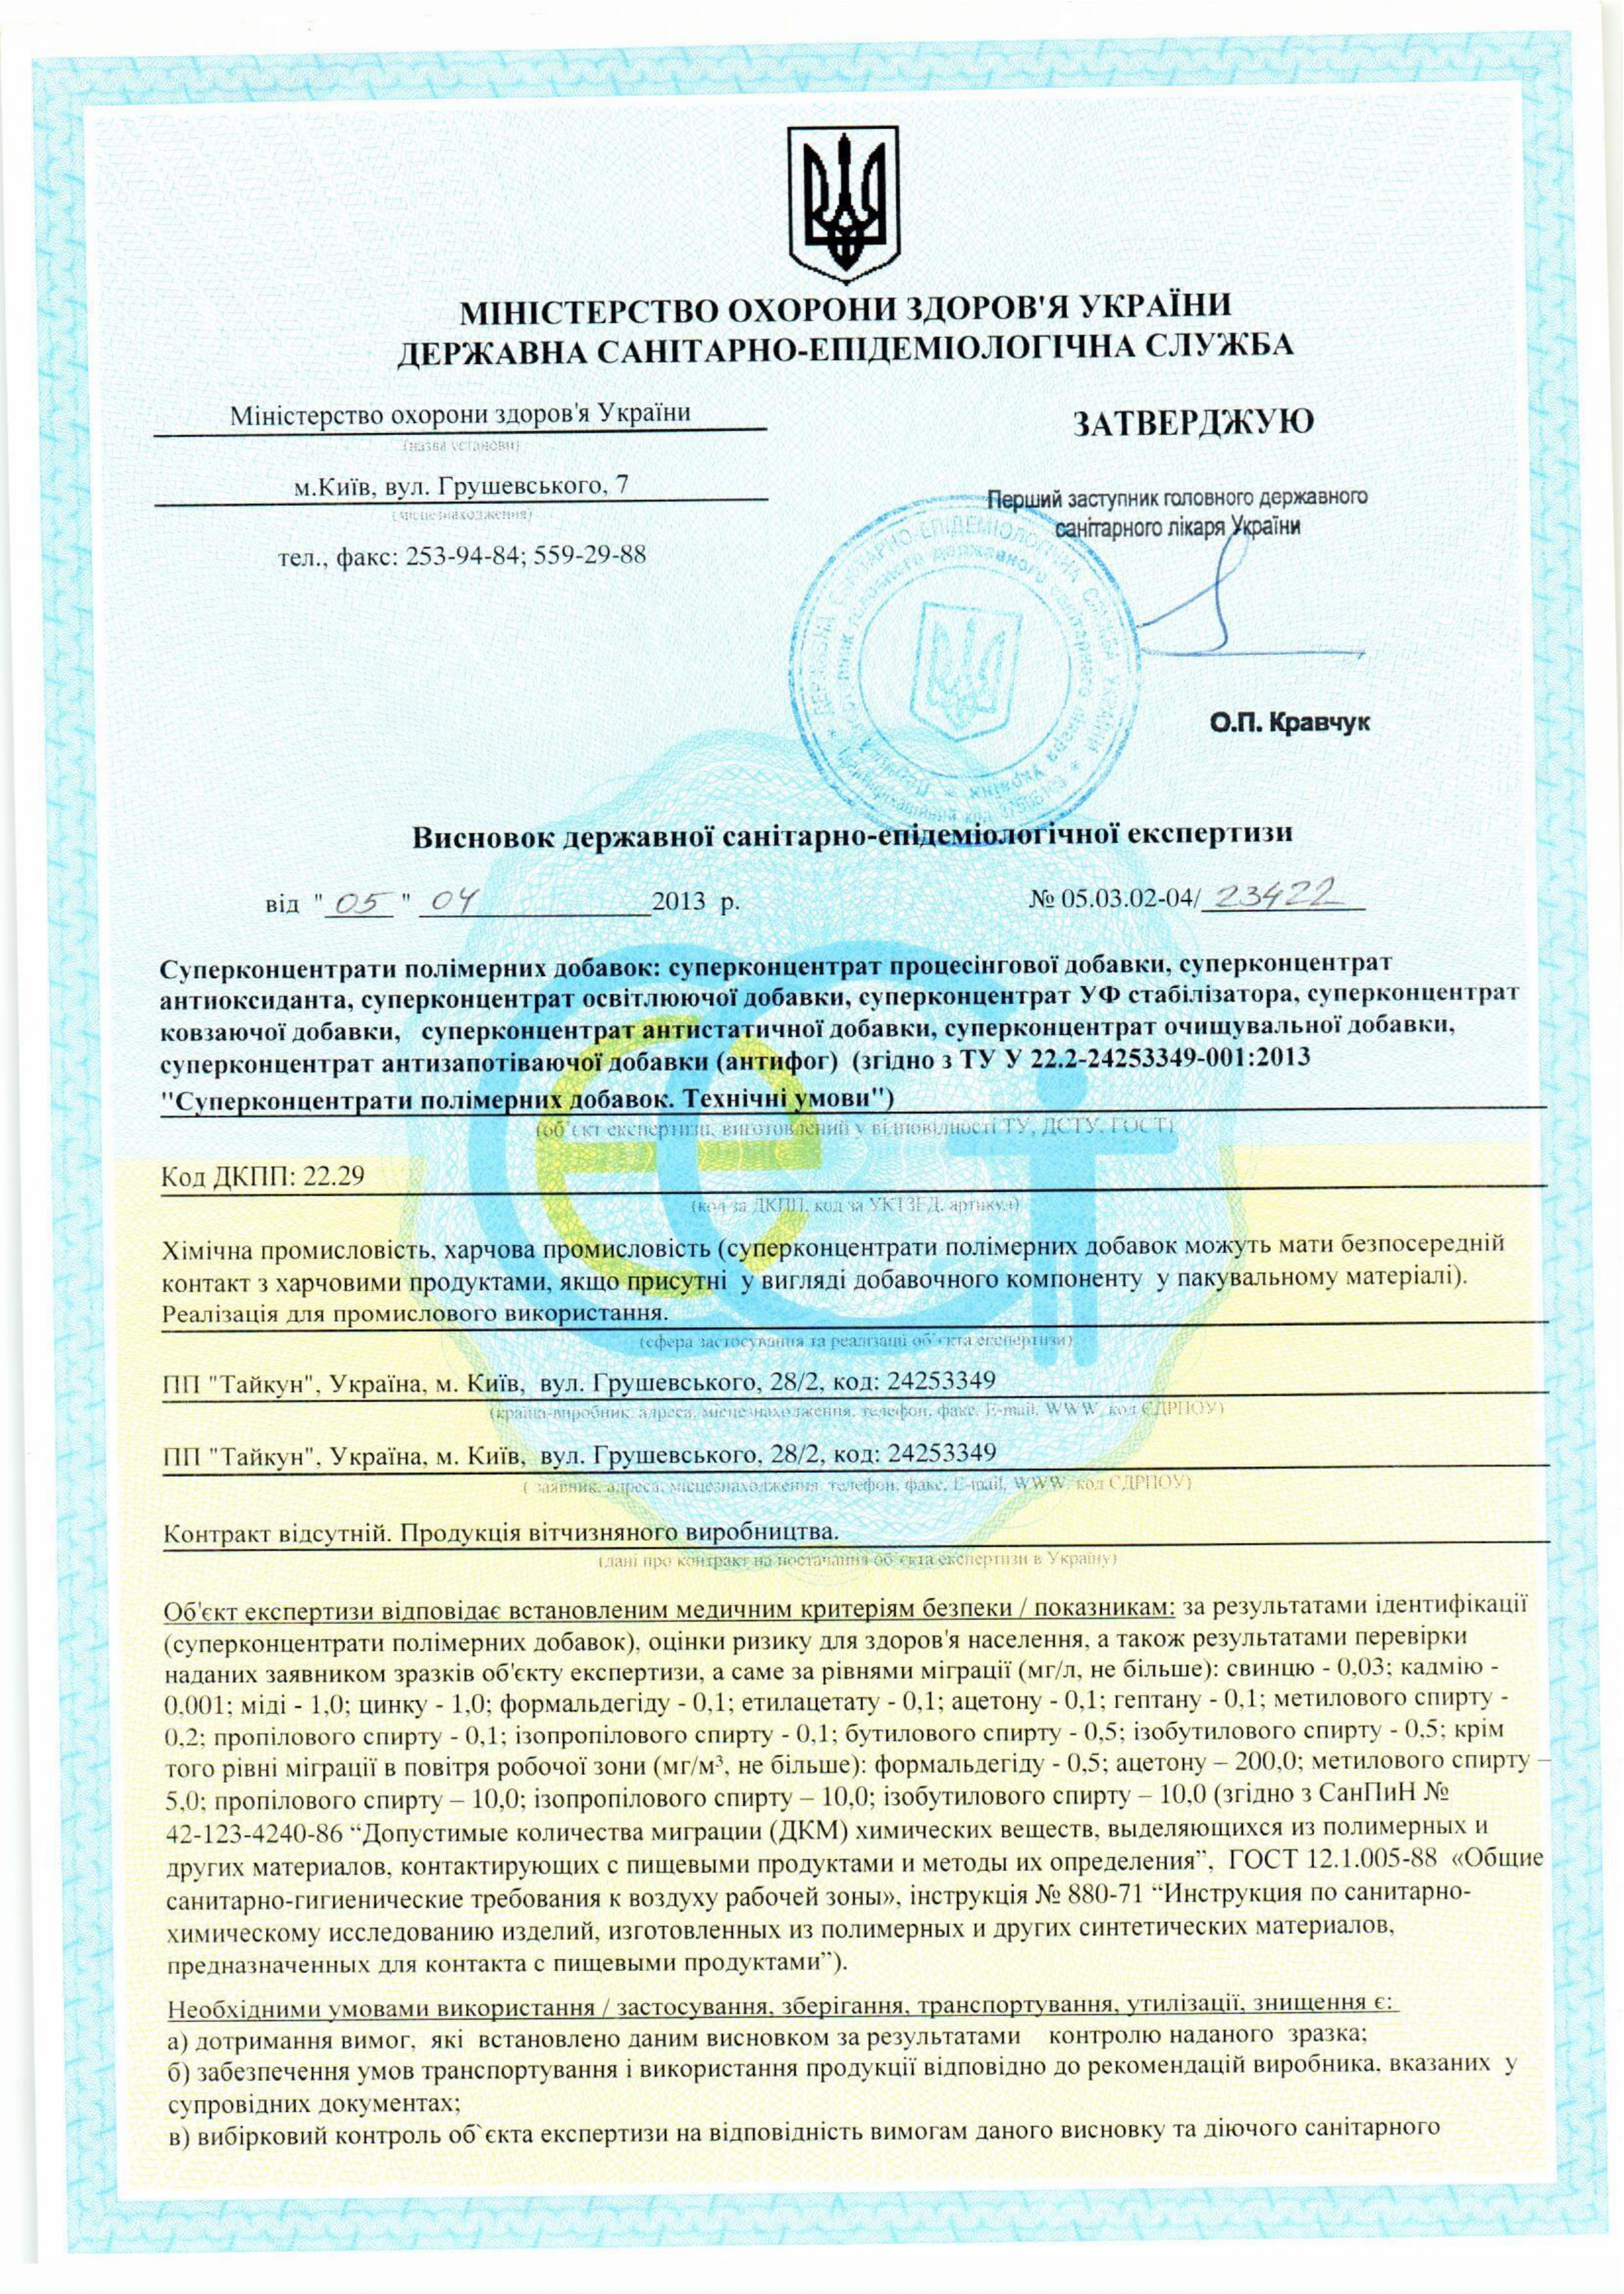 МІНІСТЕРСТВО ОХОРОНИ ЗДОРОВ'Я УКРАЇНИ
ДЕРЖАВНА САНІТАРНО-ЕПІДЕМІОЛОГІЧНА СЛУЖБА
Міністерство охорони здоров'я України
(назва установи)
м.Київ, вул. Грушевського, 7
(місцезнаходження)
тел., факс: 253-94-84; 559-29-88
ЗАТВЕРДЖУЮ
Перший заступник головного державного
санітарного лікаря України
О.П. Кравчук
Висновок державної санітарно-епідеміологічної експертизи
від " 05 " 04 2013 р. № 05.03.02-04/ 23422
Суперконцентрати полімерних добавок: суперконцентрат процесінгової добавки, суперконцентрат
антиоксиданта, суперконцентрат освітлюючої добавки, суперконцентрат УФ стабілізатора, суперконцентрат
ковзаючої добавки, суперконцентрат антистатичної добавки, суперконцентрат очищувальної добавки,
суперконцентрат антизапотіваючої добавки (антифог) (згідно з ТУ У 22.2-24253349-001:2013
"Суперконцентрати полімерних добавок. Технічні умови")
(об'єкт експертизи, виготовлений у відповідності ТУ, ДСТУ, ГОСТ)
Код ДКПП: 22.29
(код за ДКПП, код за УКТЗЕД, артикул)
Хімічна промисловість, харчова промисловість (суперконцентрати полімерних добавок можуть мати безпосередній
контакт з харчовими продуктами, якщо присутні у вигляді добавочного компоненту у пакувальному матеріалі).
Реалізація для промислового використання.
(сфера застосування та реалізації об'єкта експертизи)
ПП "Тайкун", Україна, м. Київ, вул. Грушевського, 28/2, код: 24253349
(країна-виробник, адреса, місцезнаходження, телефон, факс, E-mail, WWW, код ЄДРПОУ)
ПП "Тайкун", Україна, м. Київ, вул. Грушевського, 28/2, код: 24253349
(заявник, адреса, місцезнаходження, телефон, факс, E-mail, WWW, код ЄДРПОУ)
Контракт відсутній. Продукція вітчизняного виробництва.
(дані про контракт на постачання об'єкта експертизи в Україну)
Об'єкт експертизи відповідає встановленим медичним критеріям безпеки / показникам: за результатами ідентифікації
(суперконцентрати полімерних добавок), оцінки ризику для здоров'я населення, а також результатами перевірки
наданих заявником зразків об'єкту експертизи, а саме за рівнями міграції (мг/л, не більше): свинцю - 0,03; кадмію -
0,001; міді - 1,0; цинку - 1,0; формальдегіду - 0,1; етилацетату - 0,1; ацетону - 0,1; гептану - 0,1; метилового спирту -
0,2; пропілового спирту - 0,1; ізопропілового спирту - 0,1; бутилового спирту - 0,5; ізобутилового спирту - 0,5; крім
того рівні міграції в повітря робочої зони (мг/м³, не більше): формальдегіду - 0,5; ацетону – 200,0; метилового спирту –
5,0; пропілового спирту – 10,0; ізопропілового спирту – 10,0; ізобутилового спирту – 10,0 (згідно з СанПиН №
42-123-4240-86 “Допустимые количества миграции (ДКМ) химических веществ, выделяющихся из полимерных и
других материалов, контактирующих с пищевыми продуктами и методы их определения”, ГОСТ 12.1.005-88 «Общие
санитарно-гигиенические требования к воздуху рабочей зоны», інструкція № 880-71 “Инструкция по санитарно-
химическому исследованию изделий, изготовленных из полимерных и других синтетических материалов,
предназначенных для контакта с пищевыми продуктами”).
Необхідними умовами використання / застосування, зберігання, транспортування, утилізації, знищення є:
а) дотримання вимог, які встановлено даним висновком за результатами контролю наданого зразка;
б) забезпечення умов транспортування і використання продукції відповідно до рекомендацій виробника, вказаних у
супровідних документах;
в) вибірковий контроль об`єкта експертизи на відповідність вимогам даного висновку та діючого санітарного